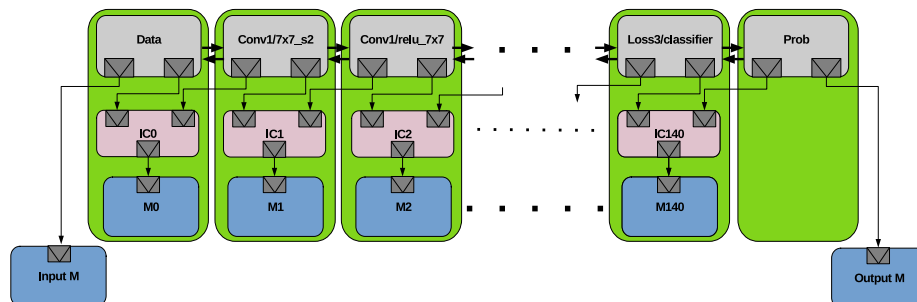 Data
Conv1/7x7_s2
Conv1/relu_7x7
Loss3/classifier
Prob
IC0
IC1
IC2
IC140
M0
M1
M2
M140
Input M
Output M